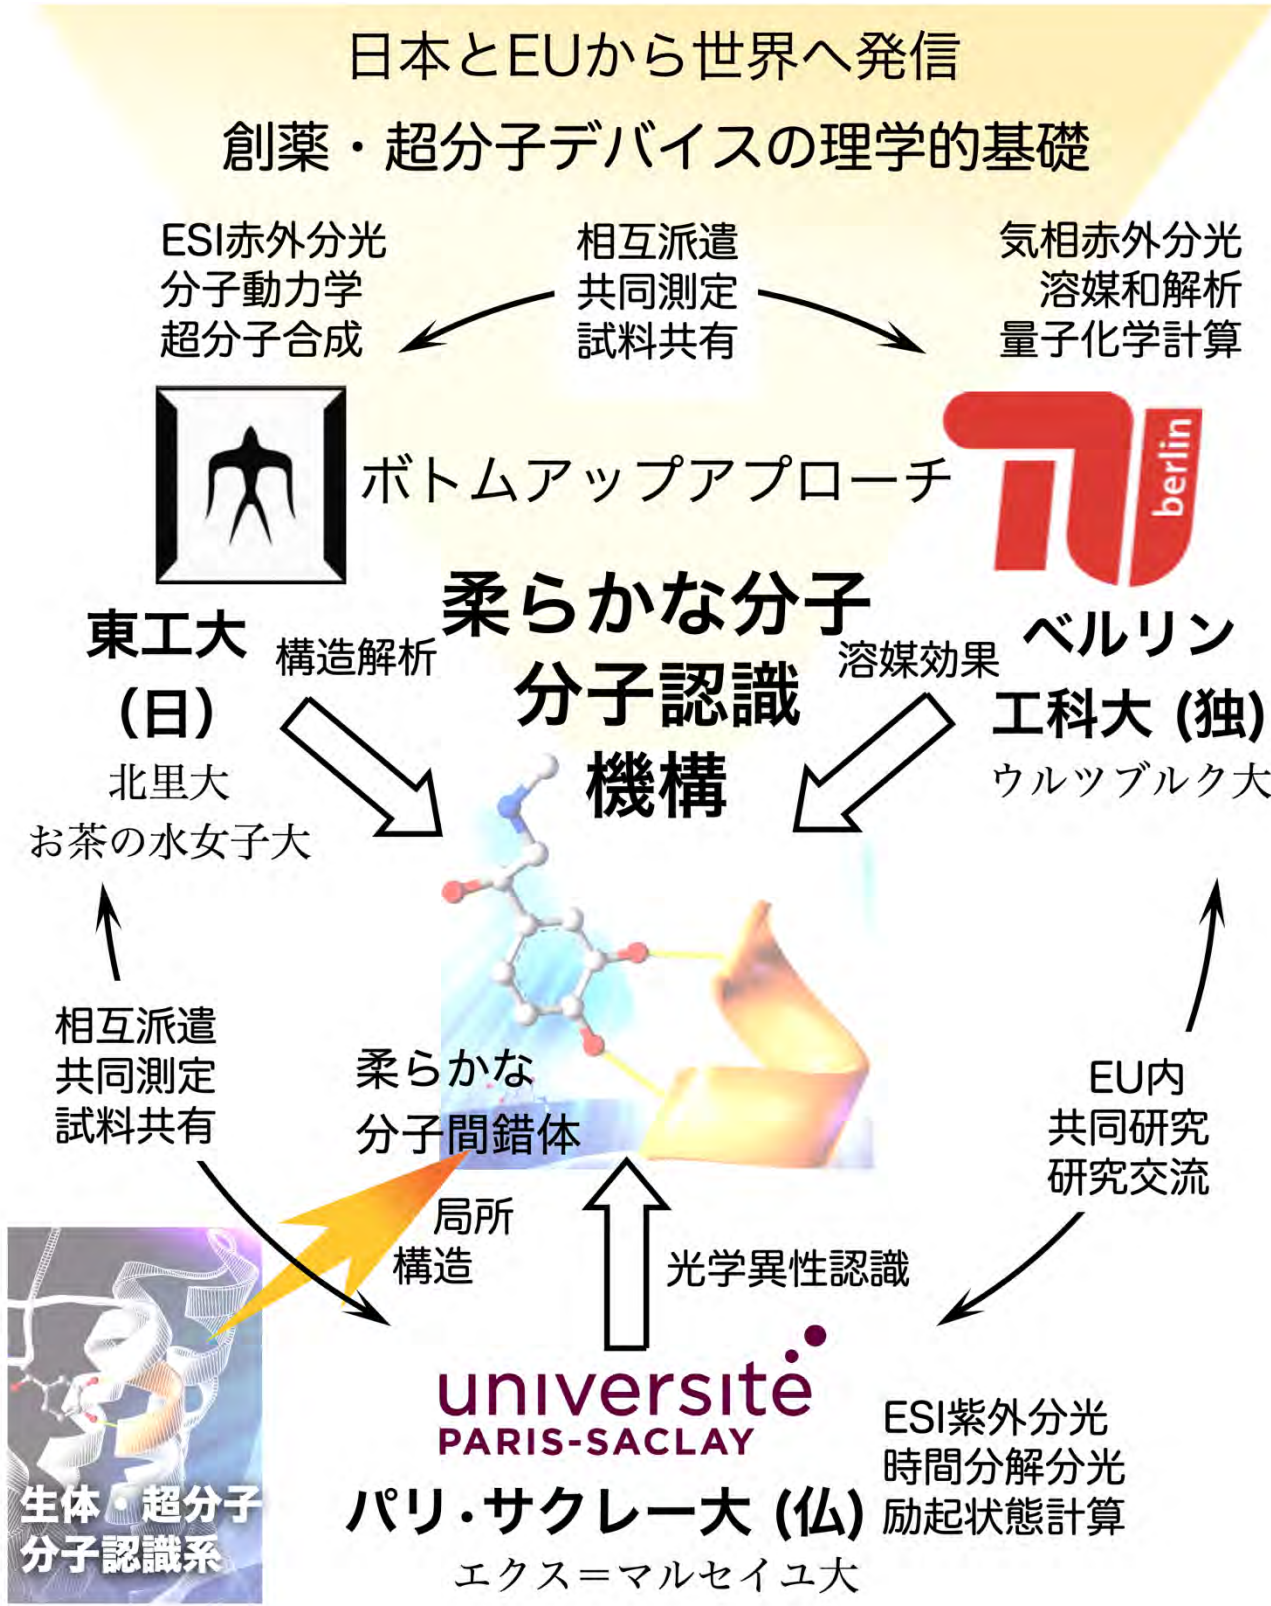 日本とEUから世界へ発信
創薬・超分子デバイスの理学的基礎
ESI赤外分光
分子動力学
超分子合成
相互派遣
共同測定
試料共有
気相赤外分光
溶媒和解析
量子化学計算
berlin
ボトムアップアプローチ
柔らかな分子
分子認識
機構
東工大
（日）
北里大
お茶の水女子大
構造解析
溶媒効果
ベルリン
工科大 (独)
ウルツブルク大
相互派遣
共同測定
試料共有
柔らかな
分子間錯体
EU内
共同研究
研究交流
局所
構造
光学異性認識
生体・超分子
分子認識系
université
PARIS-SACLAY
パリ・サクレー大 (仏)
エクス＝マルセイユ大
ESI紫外分光
時間分解分光
励起状態計算